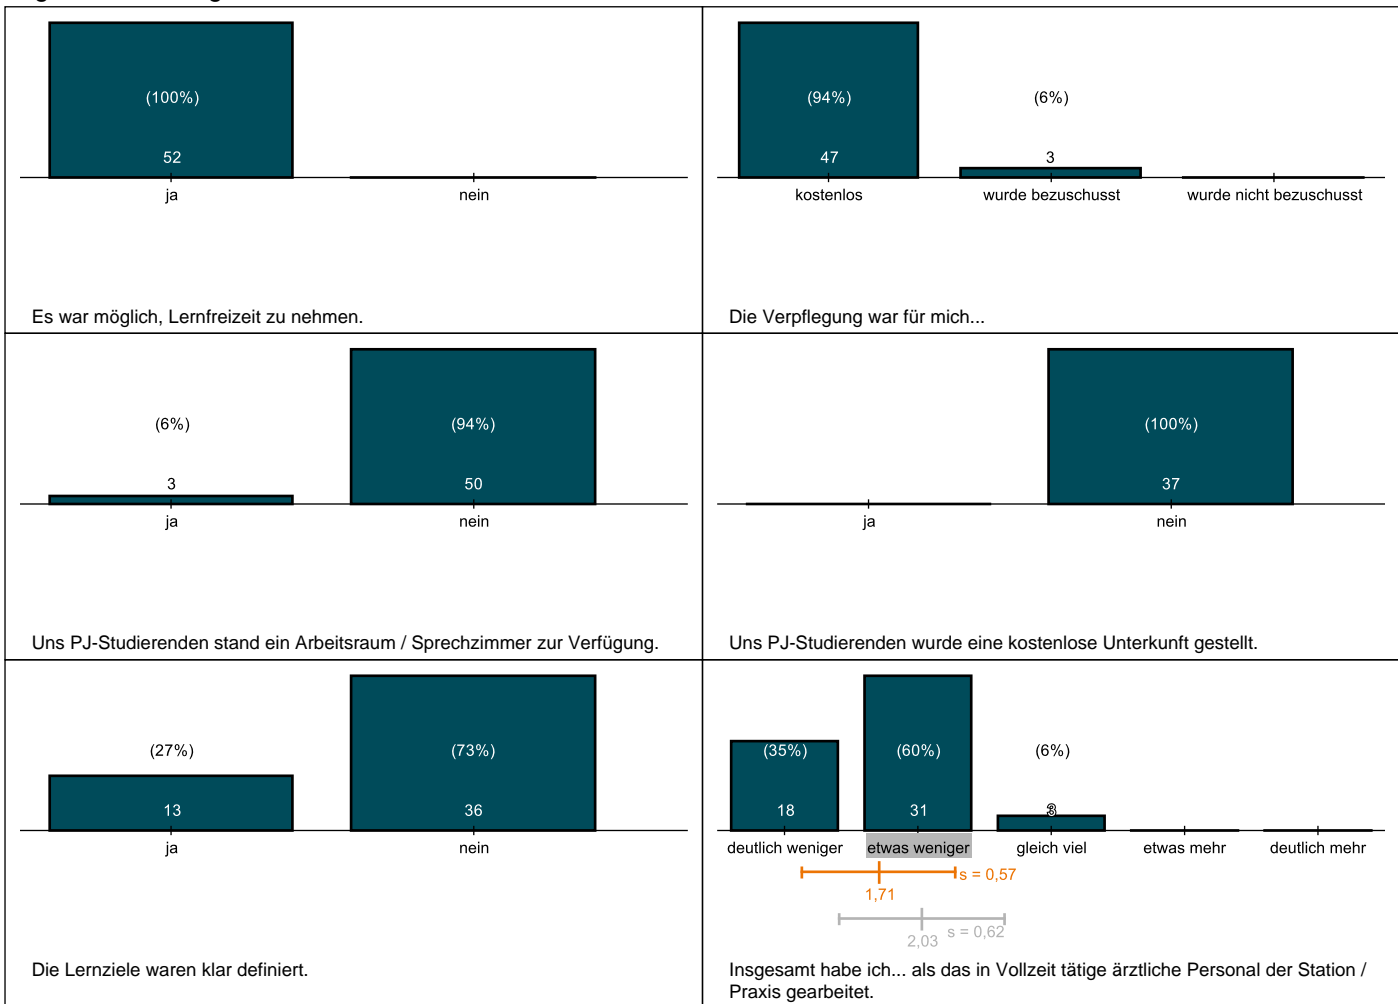 (100%)
52
ja nein
Es war möglich, Lernfreizeit zu nehmen.
(94%) (6%)
47 3
kostenlos wurde bezuschusst wurde nicht bezuschusst
Die Verpflegung war für mich...
(6%) (94%)
3 50
ja nein
Uns PJ-Studierenden stand ein Arbeitsraum / Sprechzimmer zur Verfügung.
(100%)
37
ja nein
Uns PJ-Studierenden wurde eine kostenlose Unterkunft gestellt.
(27%) (73%)
13 36
ja nein
Die Lernziele waren klar definiert.
(35%) (60%) (6%)
18 31 3
deutlich weniger etwas weniger gleich viel etwas mehr deutlich mehr
s = 0,57
1,71
s = 0,62
2,03
Insgesamt habe ich... als das in Vollzeit tätige ärztliche Personal der Station /
Praxis gearbeitet.